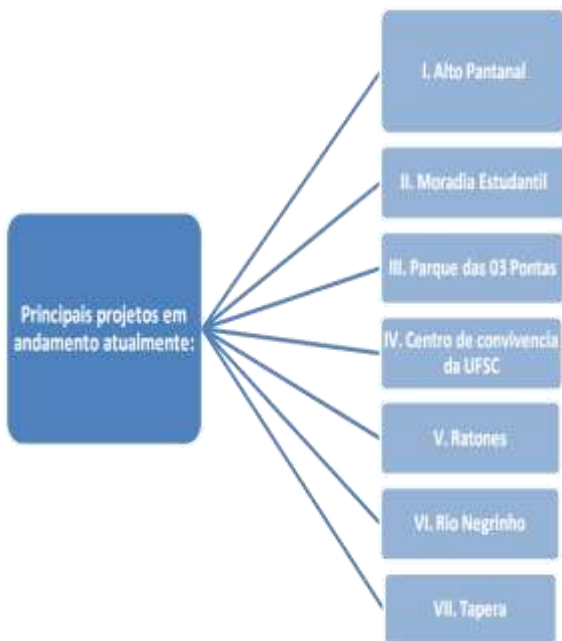 Principais projetos em
andamento atualmente:
I. Alto Pantanal
II. Moradia Estudantil
III. Parque das 03 Pontas
IV. Centro de convivencia
da UFSC
V. Ratones
VI. Rio Negrinho
VII. Tapera